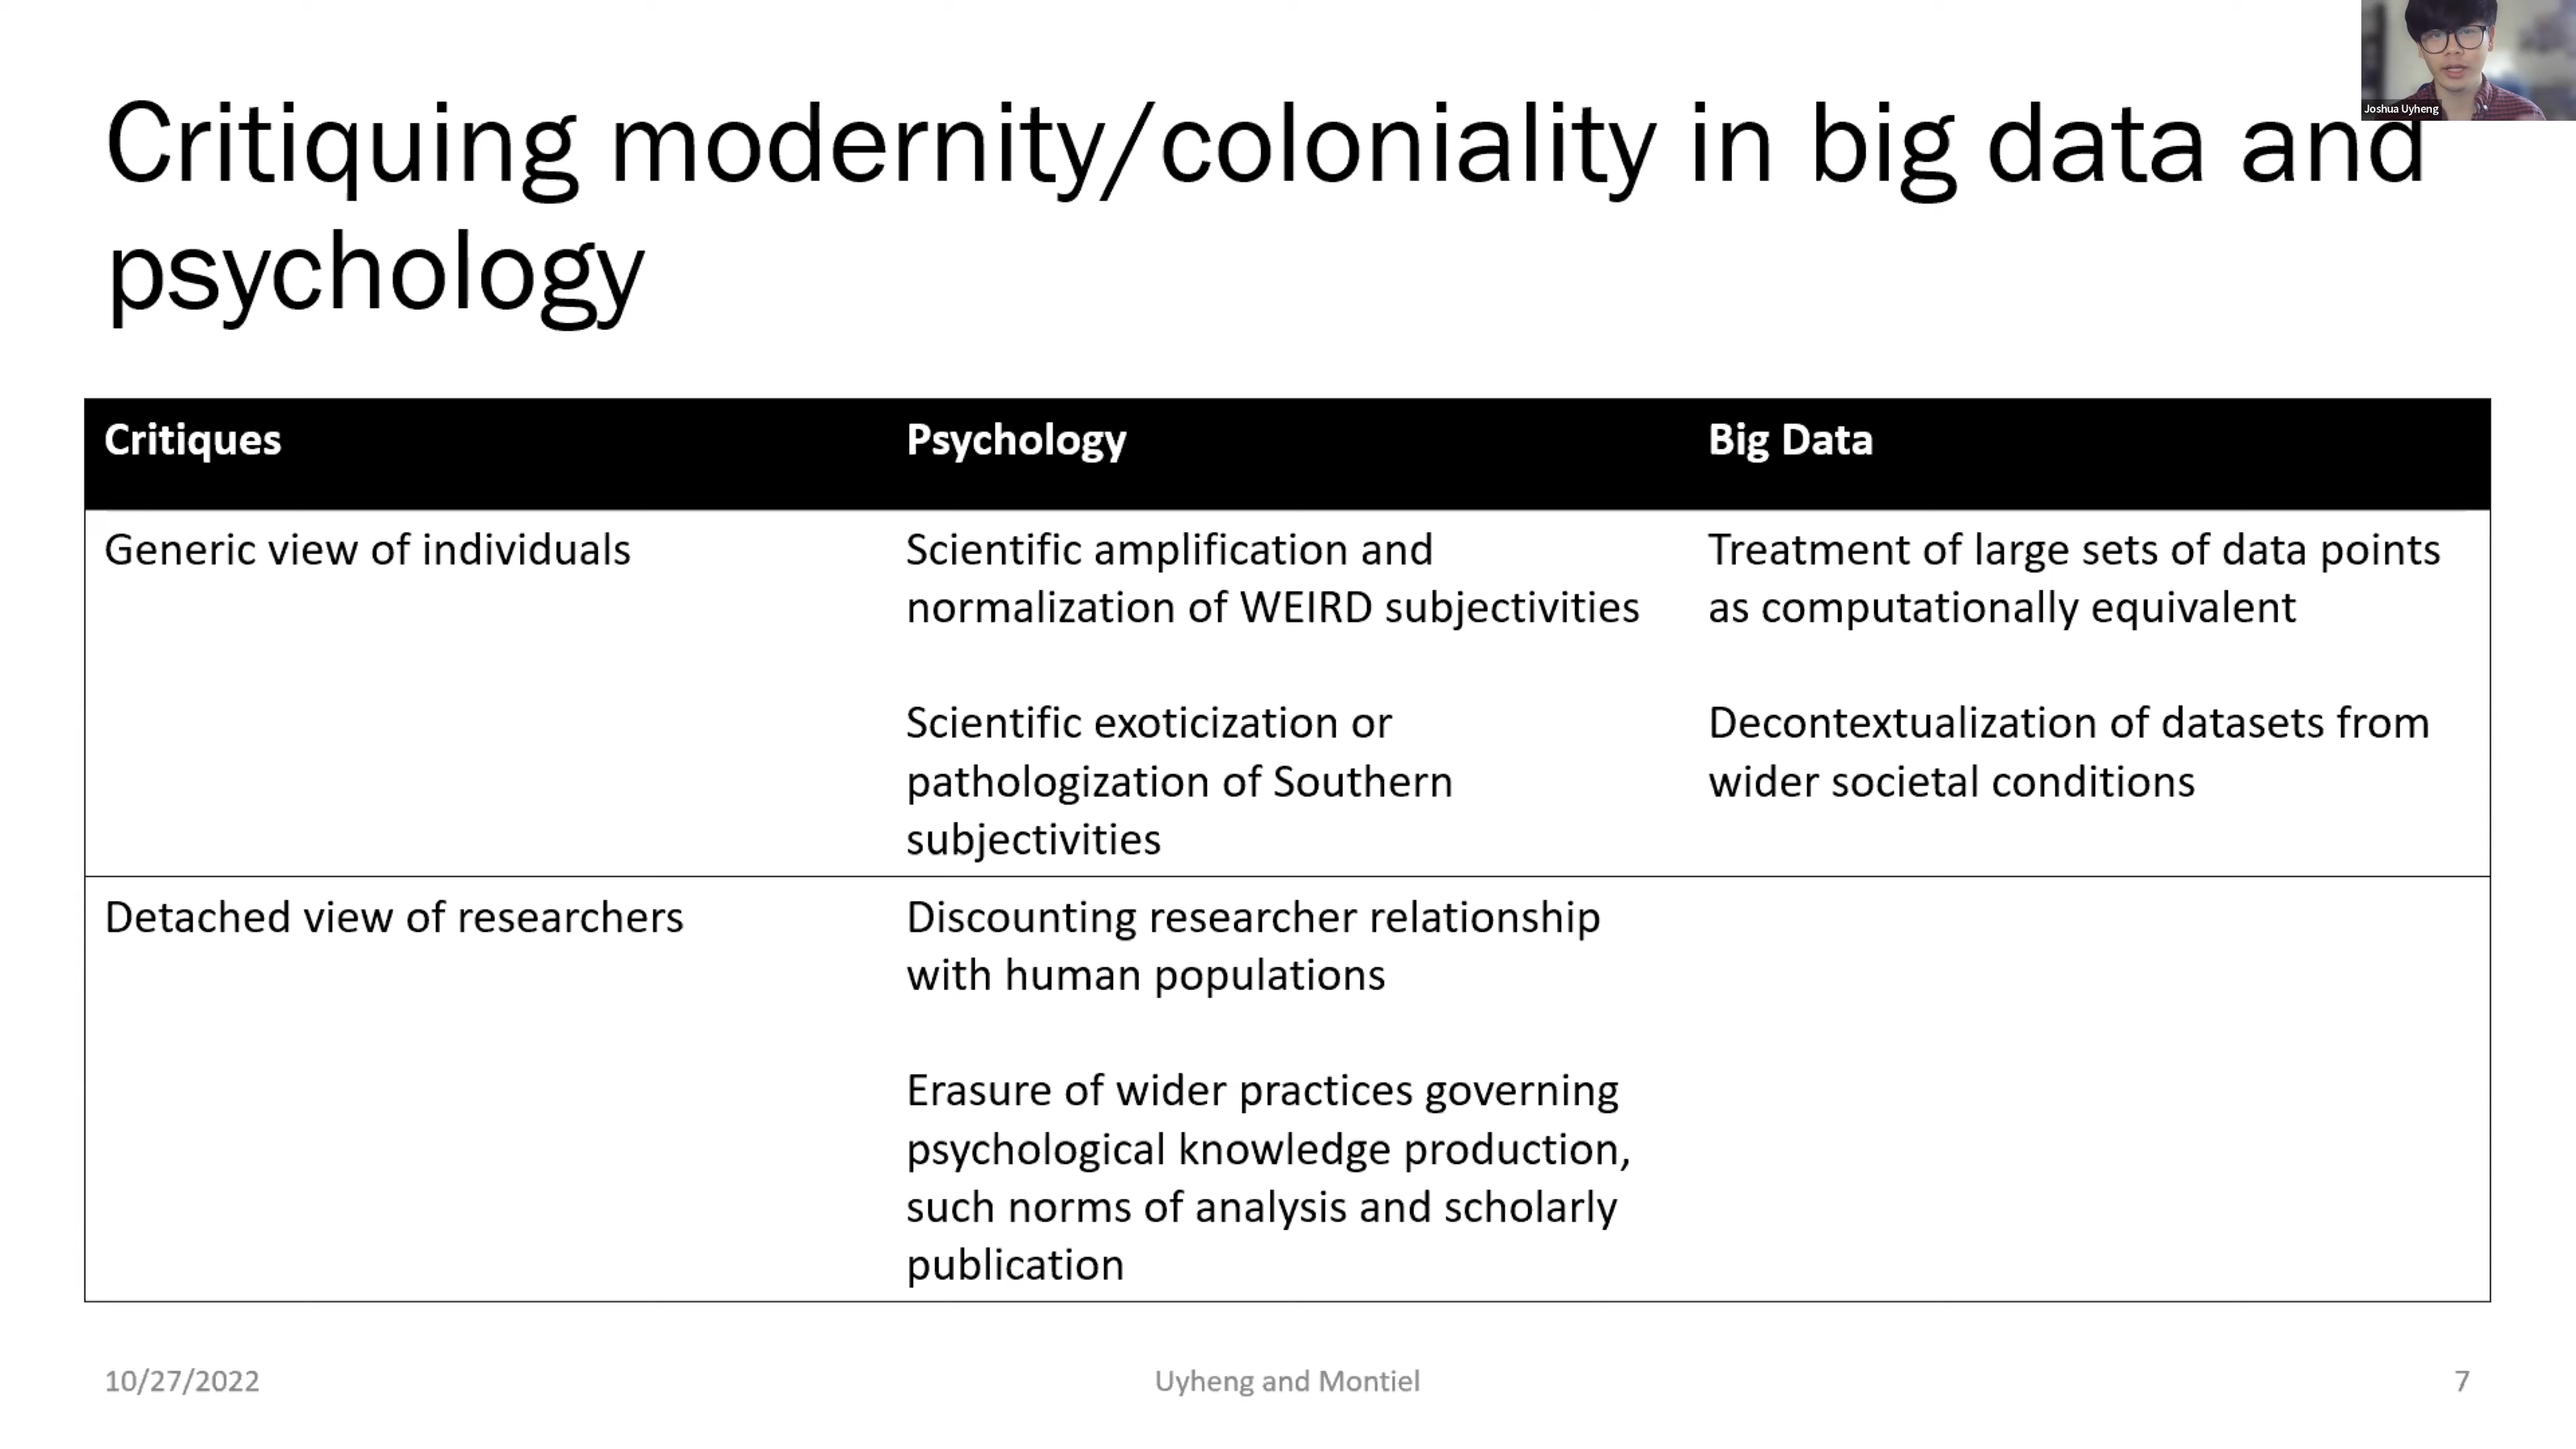 Joshua Uyheng
Critiquing modernity/coloniality in big data and
psychology
Critiques
Psychology
Big Data
Generic view of individuals
Scientific amplification and
normalization of WEIRD subjectivities
Scientific exoticization or
pathologization of Southern
subjectivities
Treatment of large sets of data points
as computationally equivalent
Decontextualization of datasets from
wider societal conditions
Detached view of researchers
Discounting researcher relationship
with human populations
Erasure of wider practices governing
psychological knowledge production,
such norms of analysis and scholarly
publication
10/27/2022
Uyheng and Montiel
7